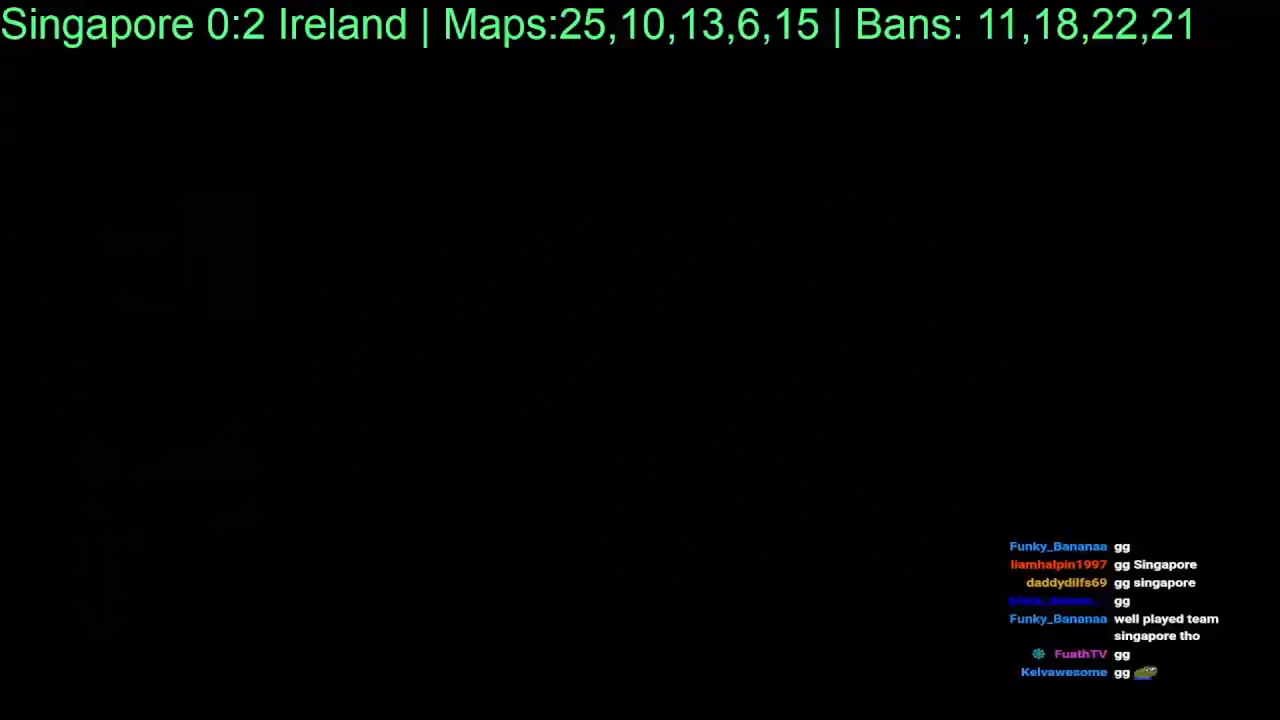 Singapore 0:2 Ireland | Maps:25,10,13,6,15 | Bans: 11,18,22,21
Funky_Bananaa gg
liamhalpin1997 gg Singapore
daddydilfs69 gg singapore
gg
Funky_Bananaa well played team
singapore tho
FuathTV gg
Kelvawesome gg